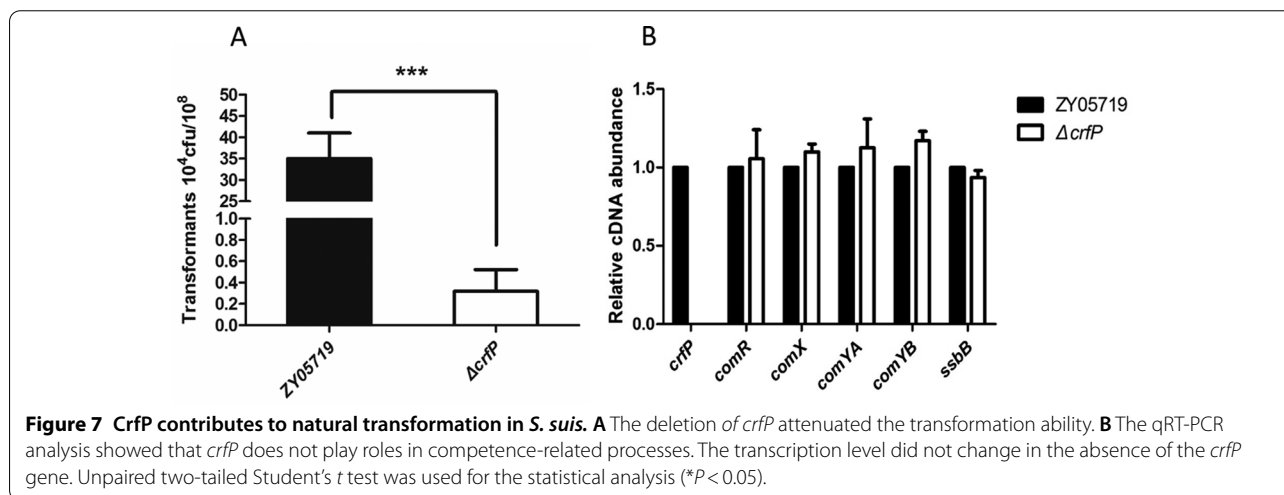 A
***
Transformants 10⁴cfu/10⁸
50
45
40
35
30
25
1.0
0.8
0.6
0.4
0.2
0.0
ZY05719
ΔcrfP
B
Relative cDNA abundance
1.5
1.0
0.5
0.0
crfP
comR
comX
comYA
comYB
ssbB
ZY05719
ΔcrfP
Figure 7 CrfP contributes to natural transformation in S. suis. A The deletion of crfP attenuated the transformation ability. B The qRT-PCR
analysis showed that crfP does not play roles in competence-related processes. The transcription level did not change in the absence of the crfP
gene. Unpaired two-tailed Student’s t test was used for the statistical analysis (*P < 0.05).